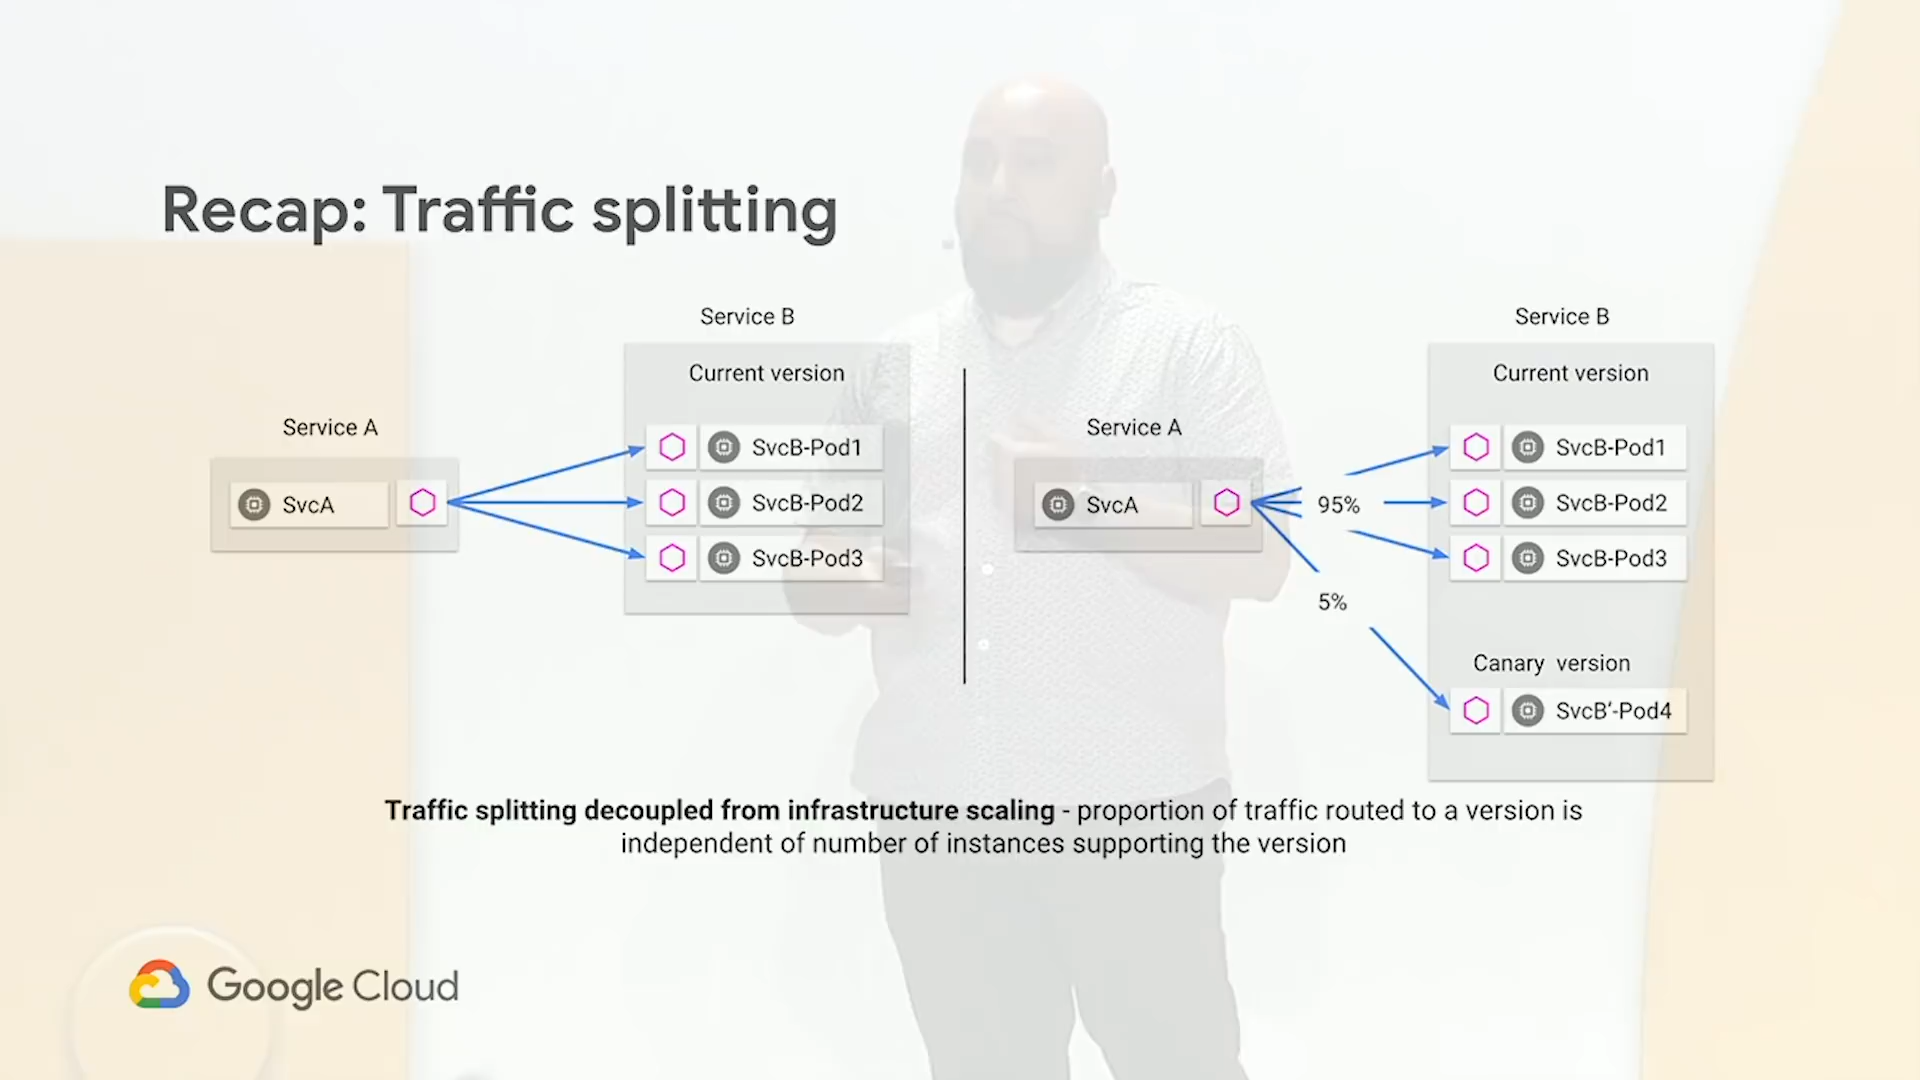 Recap: Traffic splitting
Service B
Current version
Service A
SvcA
SvcB-Pod1
SvcB-Pod2
SvcB-Pod3
Service B
Current version
Service A
SvcA
95%
5%
SvcB-Pod1
SvcB-Pod2
SvcB-Pod3
Canary version
SvcB'-Pod4
Traffic splitting decoupled from infrastructure scaling - proportion of traffic routed to a version is
independent of number of instances supporting the version
Google Cloud